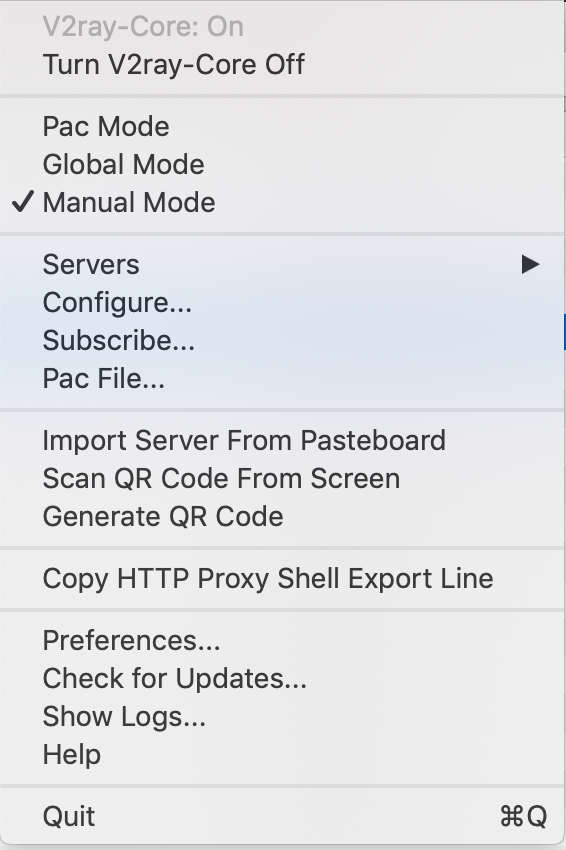 V2ray-Core: On
Turn V2ray-Core Off
Pac Mode
Global Mode
✓ Manual Mode
Servers ▶
Configure...
Subscribe...
Pac File...
Import Server From Pasteboard
Scan QR Code From Screen
Generate QR Code
Copy HTTP Proxy Shell Export Line
Preferences...
Check for Updates...
Show Logs...
Help
Quit ⌘Q